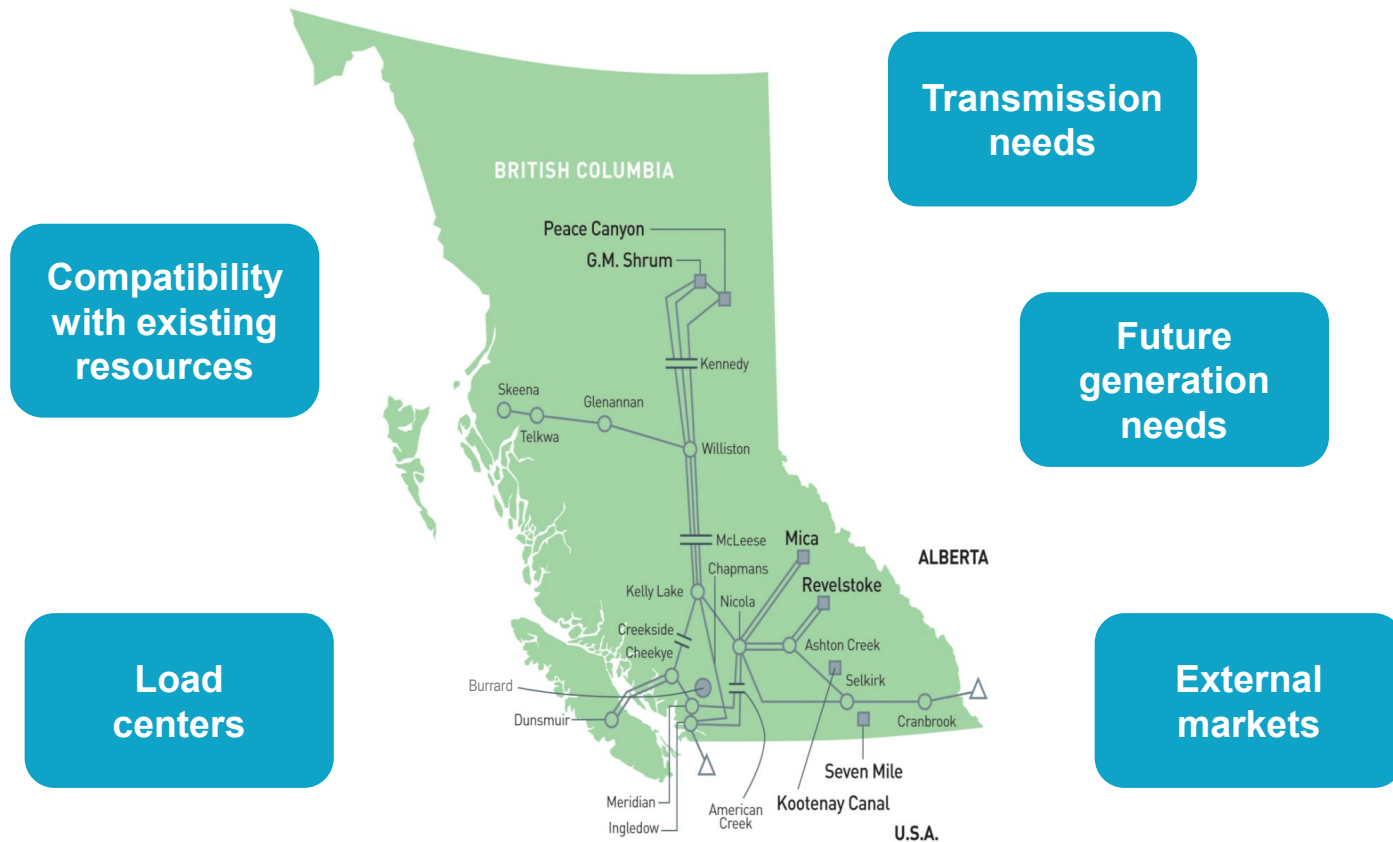 Transmission
needs
BRITISH COLUMBIA
Peace Canyon
G.M. Shrum
Compatibility
with existing
resources
Future
generation
needs
Kennedy
Skeena
Glenannan
Telkwa
Williston
McLeese
Mica
Chapmans
ALBERTA
Revelstoke
Kelly Lake
Nicola
Creekside
Ashton Creek
Cheekye
Selkirk
Load
centers
Burrard
Dunsmuir
Cranbrook
External
markets
Seven Mile
Meridian
American
Creek
Kootenay Canal
Ingledow
U.S.A.